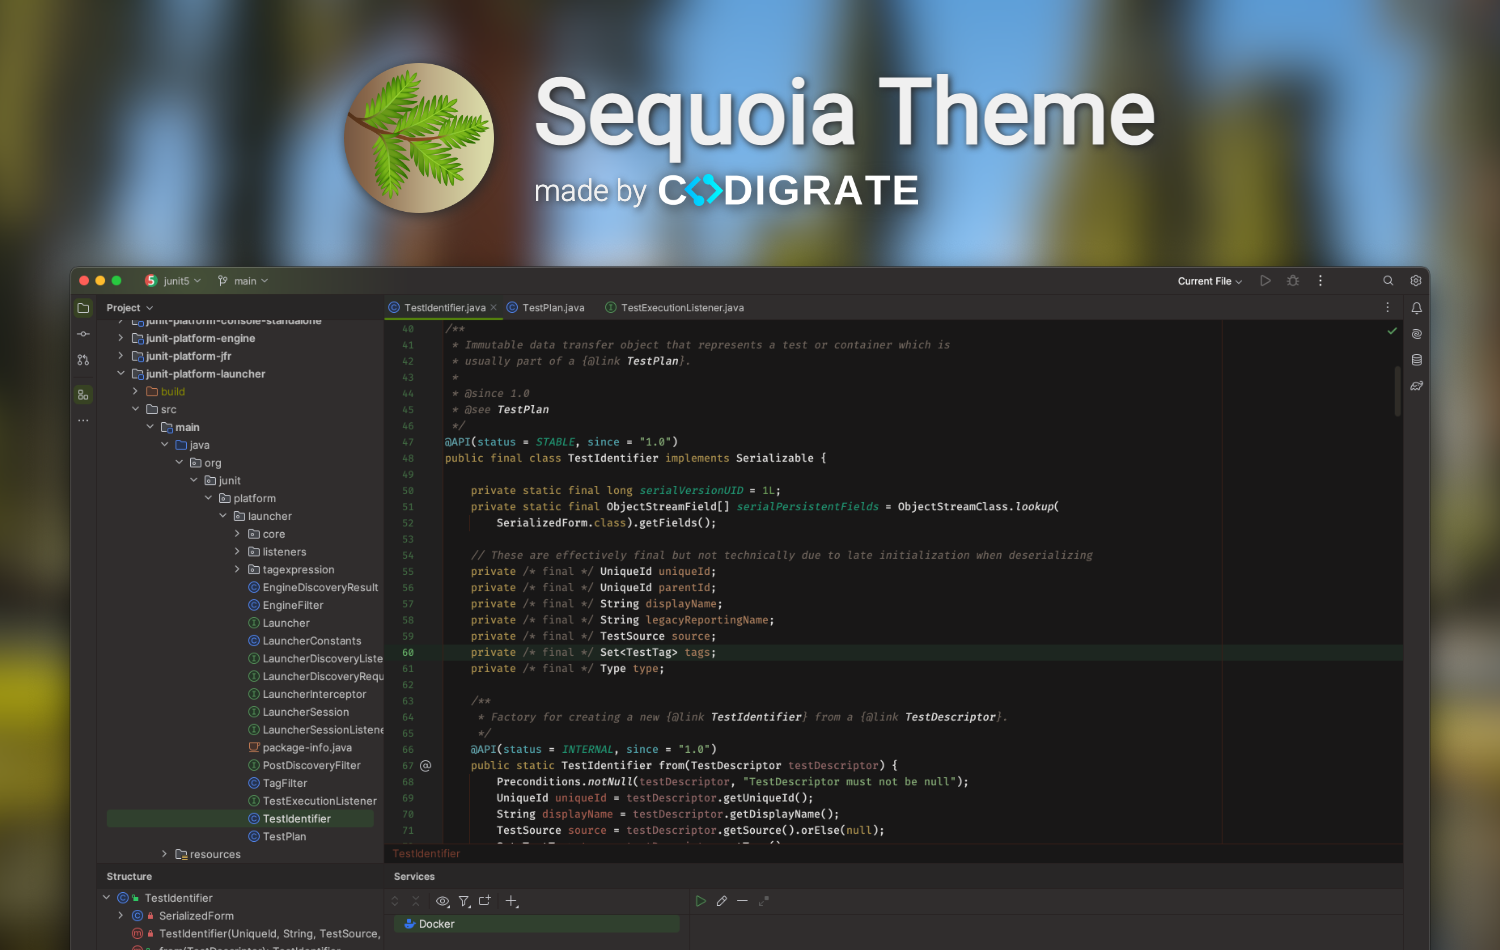 Sequoia Theme
made by CODIGRATE
junit5
main
Current File
Project
TestIdentifier.java
TestPlan.java
TestExecutionListener.java
junit-platform-console-standalone
junit-platform-engine
junit-platform-jfr
junit-platform-launcher
build
src
main
java
org
junit
platform
launcher
core
listeners
tagexpression
EngineDiscoveryResult
EngineFilter
Launcher
LauncherConstants
LauncherDiscoveryListe
LauncherDiscoveryRequ
LauncherInterceptor
LauncherSession
LauncherSessionListene
package-info.java
PostDiscoveryFilter
TagFilter
TestExecutionListener
TestIdentifier
TestPlan
resources
40 /**
41 * Immutable data transfer object that represents a test or container which is
42 * usually part of a {@link TestPlan}.
43 *
44 * @since 1.0
45 * @see TestPlan
46 */
47 @API(status = STABLE, since = "1.0")
48 public final class TestIdentifier implements Serializable {
49
50 private static final long serialVersionUID = 1L;
51 private static final ObjectStreamField[] serialPersistentFields = ObjectStreamClass.lookup(
52 SerializedForm.class).getFields();
53
54 // These are effectively final but not technically due to late initialization when deserializing
55 private /* final */ UniqueId uniqueId;
56 private /* final */ UniqueId parentId;
57 private /* final */ String displayName;
58 private /* final */ String legacyReportingName;
59 private /* final */ TestSource source;
60 private /* final */ Set<TestTag> tags;
61 private /* final */ Type type;
62
63 /**
64 * Factory for creating a new {@link TestIdentifier} from a {@link TestDescriptor}.
65 */
66 @API(status = INTERNAL, since = "1.0")
67 @ public static TestIdentifier from(TestDescriptor testDescriptor) {
68 Preconditions.notNull(testDescriptor, "TestDescriptor must not be null");
69 UniqueId uniqueId = testDescriptor.getUniqueId();
70 String displayName = testDescriptor.getDisplayName();
71 TestSource source = testDescriptor.getSource().orElse(null);
TestIdentifier
Structure
TestIdentifier
SerializedForm
TestIdentifier(UniqueId, String, TestSource,
from(TestDescriptor): TestIdentifier
Services
Docker